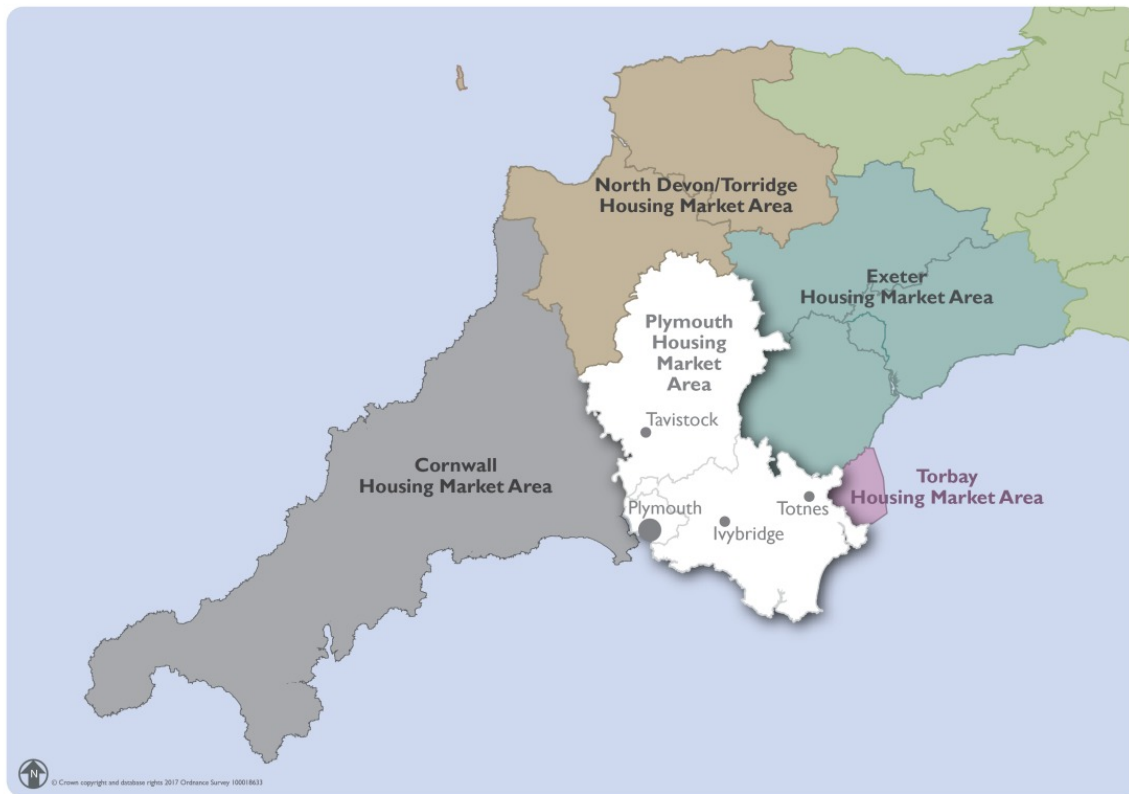 North Devon/Torridge
Housing Market Area
Exeter
Housing Market Area
Plymouth
Housing
Market
Area
Tavistock
Cornwall
Housing Market Area
Torbay
Housing Market Area
Plymouth
Totnes
Ivybridge
N
© Crown copyright and database rights 2017 Ordnance Survey 100018633